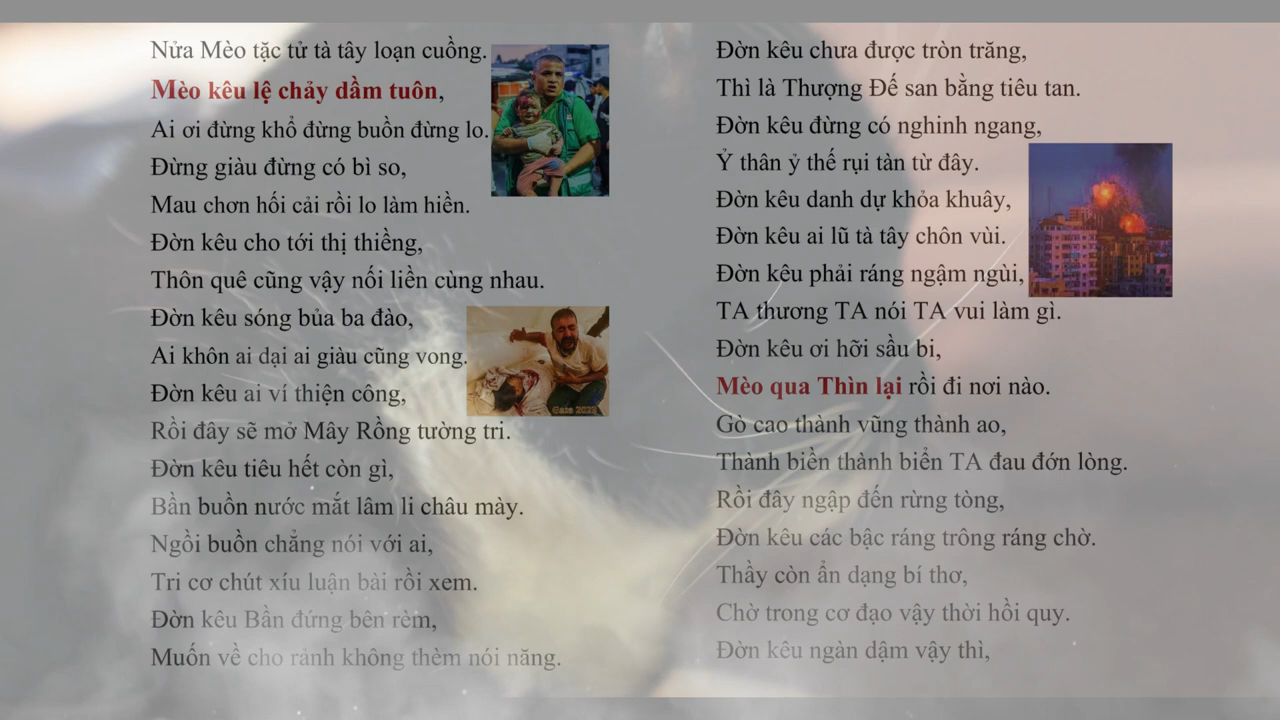 Nửa Mèo tặc tử tà tây loạn cuồng.
Mèo kêu lệ chảy dầm tuôn,
Ai ơi đừng khổ đừng buồn đừng lo.
Đừng giàu đừng có bì so,
Mau chơn hối cải rồi lo làm hiền.
Đờn kêu cho tới thị thiềng,
Thôn quê cũng vậy nối liền cùng nhau.
Đờn kêu sóng bủa ba đào,
Ai khôn ai dại ai giàu cũng vong.
Đờn kêu ai ví thiện công,
Rồi đây sẽ mở Mây Rồng tường tri.
Đờn kêu tiêu hết còn gì,
Bần buồn nước mắt lâm li châu mày.
Ngồi buồn chẳng nói với ai,
Tri cơ chút xíu luận bài rồi xem.
Đờn kêu Bần đứng bên rèm,
Muốn về cho rảnh không thèm nói năng.
Đờn kêu chưa được tròn trăng,
Thì là Thượng Đế san bằng tiêu tan.
Đờn kêu đừng có nghinh ngang,
Ỷ thân ỷ thế rụi tàn từ đây.
Đờn kêu danh dự khỏa khuây,
Đờn kêu ai lũ tà tây chôn vùi.
Đờn kêu phải ráng ngậm ngùi,
TA thương TA nói TA vui làm gì.
Đờn kêu ơi hỡi sầu bi,
Mèo qua Thìn lại rồi đi nơi nào.
Gò cao thành vũng thành ao,
Thành biền thành biển TA đau đớn lòng.
Rồi đây ngập đến rừng tòng,
Đờn kêu các bậc ráng trông ráng chờ.
Thầy còn ẩn dạng bí thơ,
Chờ trong cơ đạo vậy thời hồi quy.
Đờn kêu ngàn dậm vậy thì,
Gaza 2022